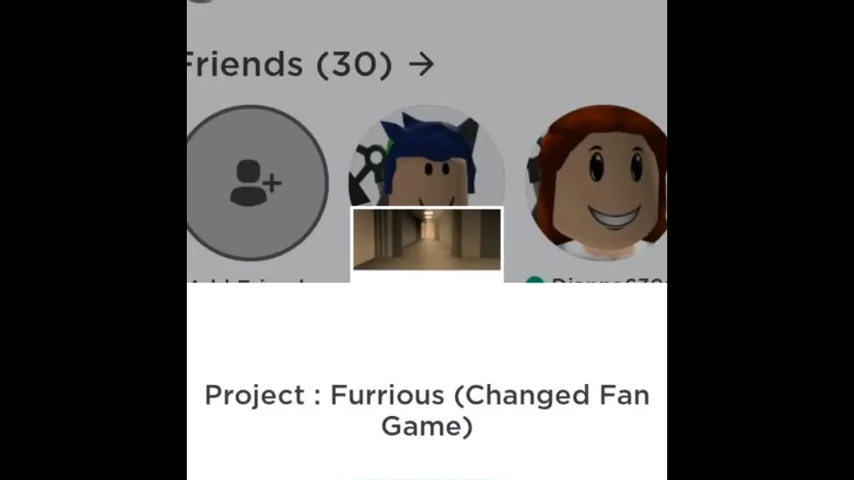 Friends (30) →
Project : Furrious (Changed Fan
Game)